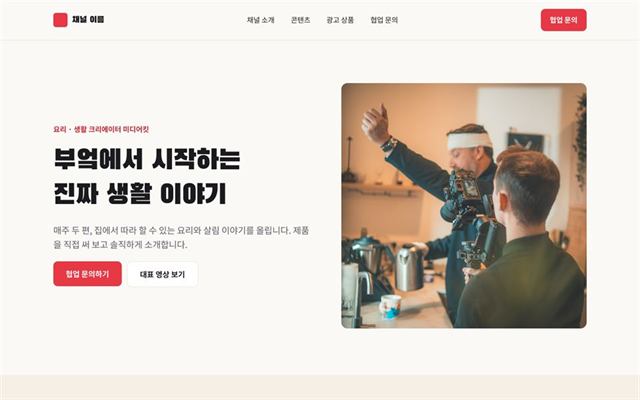 채널 이름
채널 소개
콘텐츠
광고 상품
협업 문의
협업 문의
요리 · 생활 크리에이터 미디어킷
부엌에서 시작하는
진짜 생활 이야기
매주 두 편, 집에서 따라 할 수 있는 요리와 살림 이야기를 올립니다. 제품
을 직접 써 보고 솔직하게 소개합니다.
협업 문의하기
대표 영상 보기